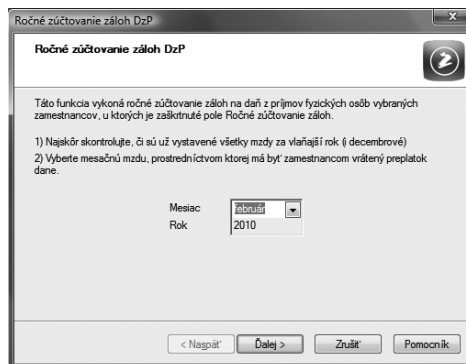 Ročné zúčtovanie záloh DzP
Ročné zúčtovanie záloh DzP
Táto funkcia vykoná ročné zúčtovanie záloh na daň z príjmov fyzických osôb vybraných
zamestnancov, u ktorých je zaškrtnuté pole Ročné zúčtovanie záloh.
1) Najskôr skontrolujte, či sú už vystavené všetky mzdy za vlaňajší rok (i decembrové)
2) Vyberte mesačnú mzdu, prostredníctvom ktorej má byť zamestnancom vrátený preplatok
dane.
Mesiac február
Rok 2010
< Naspäť Ďalej > Zrušiť Pomocník